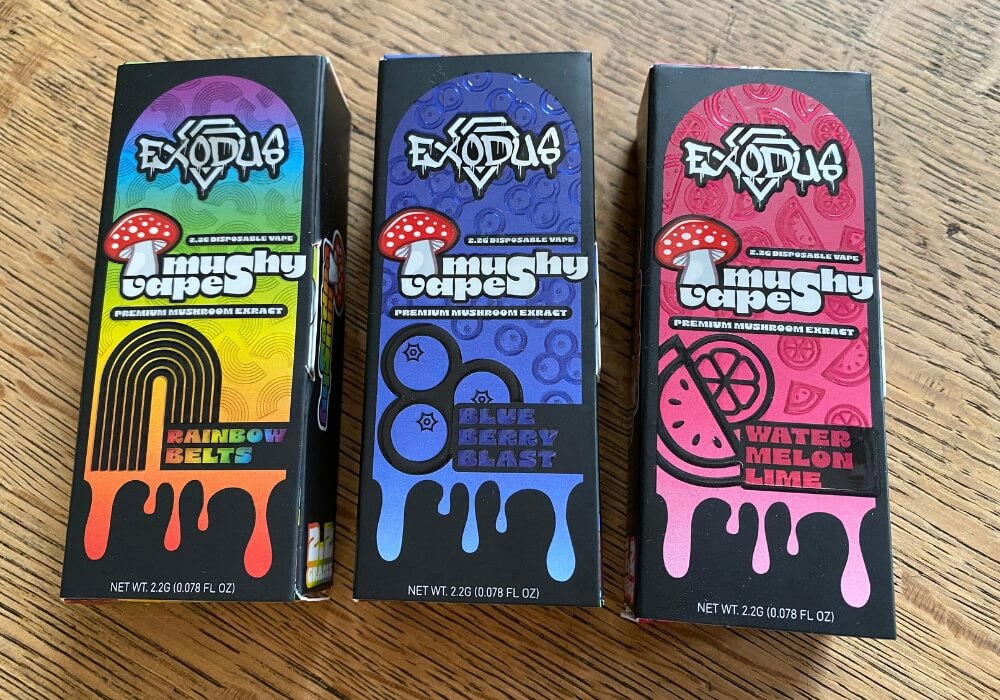 EXODUS
2.2G DISPOSABLE VAPE
mushy
vapes
PREMIUM MUSHROOM EXRACT
RAINBOW
BELTS
NET WT. 2.2G (0.078 FL OZ)
2.2
GRAMS
EXODUS
2.2G DISPOSABLE VAPE
mushy
vapes
PREMIUM MUSHROOM EXRACT
BLUE
BERRY
BLAST
NET WT. 2.2G (0.078 FL OZ)
EXODUS
2.2G DISPOSABLE VAPE
mushy
vapes
PREMIUM MUSHROOM EXRACT
WATER
MELON
LIME
NET WT. 2.2G (0.078 FL OZ)